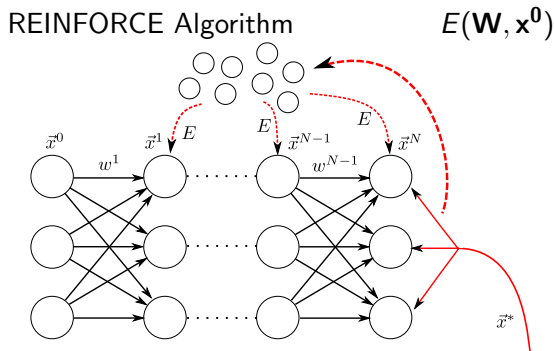 REINFORCE Algorithm
E(W, x⁰)
E
E
E
x⃗⁰
x⃗¹
x⃗ᴺ⁻¹
x⃗ᴺ
w¹
wᴺ⁻¹
x⃗*